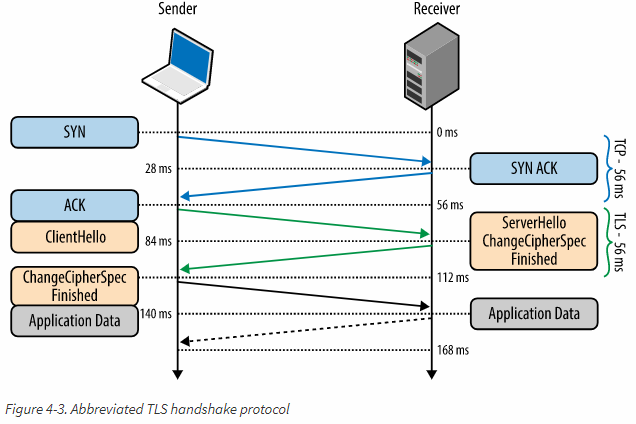 Sender
Receiver
SYN
0 ms
28 ms
SYN ACK
TCP - 56 ms
ACK
56 ms
ClientHello
84 ms
ServerHello
ChangeCipherSpec
Finished
TLS - 56 ms
ChangeCipherSpec
Finished
112 ms
Application Data
140 ms
Application Data
168 ms
Figure 4-3. Abbreviated TLS handshake protocol